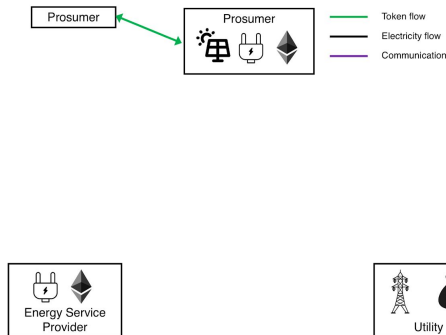 Prosumer
Prosumer
Token flow
Electricity flow
Communication
Energy Service
Provider
Utility